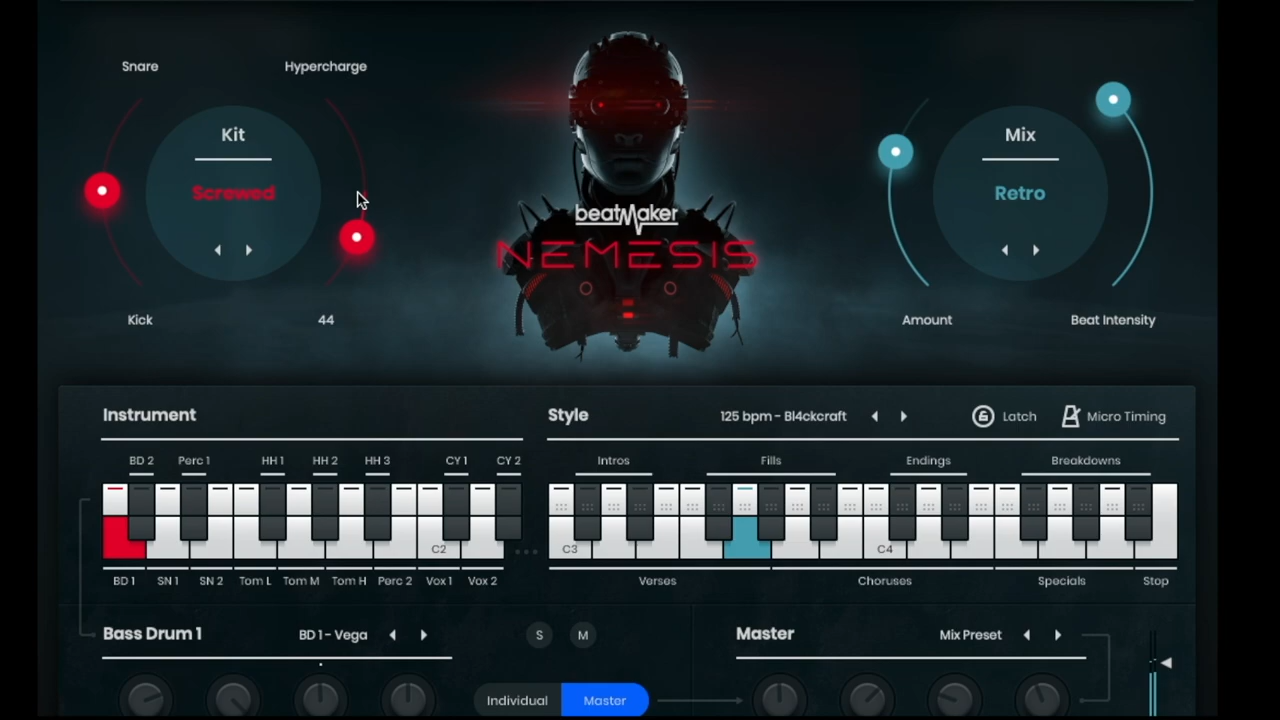 Snare
Hypercharge
Kit
Screwed
Kick
44
beatMaker
NEMESIS
Mix
Retro
Amount
Beat Intensity
Instrument
BD 2 Perc 1 HH 1 HH 2 HH 3 CY 1 CY 2
C2
BD 1 SN 1 SN 2 Tom L Tom M Tom H Perc 2 Vox 1 Vox 2
Style
125 bpm - Bl4ckcraft
Latch
Micro Timing
Intros Fills Endings Breakdowns
C3 C4
Verses Choruses Specials Stop
Bass Drum 1
BD 1 - Vega
S M
Master
Mix Preset
Individual Master